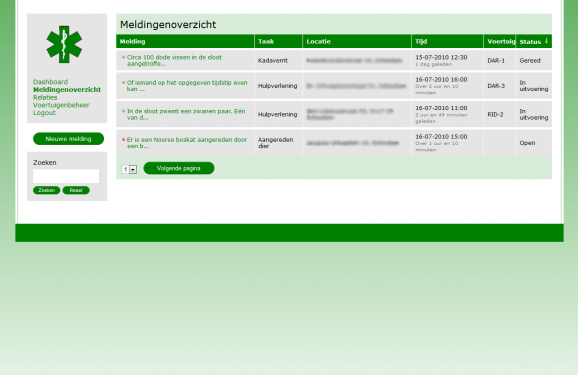 Meldingenoverzicht
Melding Taak Locatie Tijd Voertuig Status
Circa 100 dode vissen in de sloot
aangetroffe...
Kadaverrit
15-07-2010 12:30
1 dag geleden
DAR-1
Gereed
Of iemand op het opgegeven tijdstip even
kan ...
Hulpverlening
16-07-2010 16:00
Over 2 uur en 10
minuten
DAR-3
In
uitvoering
In de sloot zwemt een zwanen paar. Eén
van d...
Hulpverlening
16-07-2010 11:00
2 uur en 49 minuten
geleden
RID-2
In
uitvoering
Er is een Noorse boskat aangereden door
een b...
Aangereden
dier
16-07-2010 15:00
Over 1 uur en 10
minuten
Open
1
Volgende pagina
Dashboard
Meldingenoverzicht
Relaties
Voertuigenbeheer
Logout
Nieuwe melding
Zoeken
Zoeken Reset